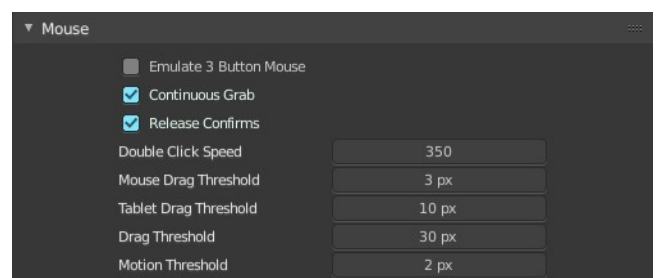 Mouse
Emulate 3 Button Mouse
Continuous Grab
Release Confirms
Double Click Speed 350
Mouse Drag Threshold 3 px
Tablet Drag Threshold 10 px
Drag Threshold 30 px
Motion Threshold 2 px